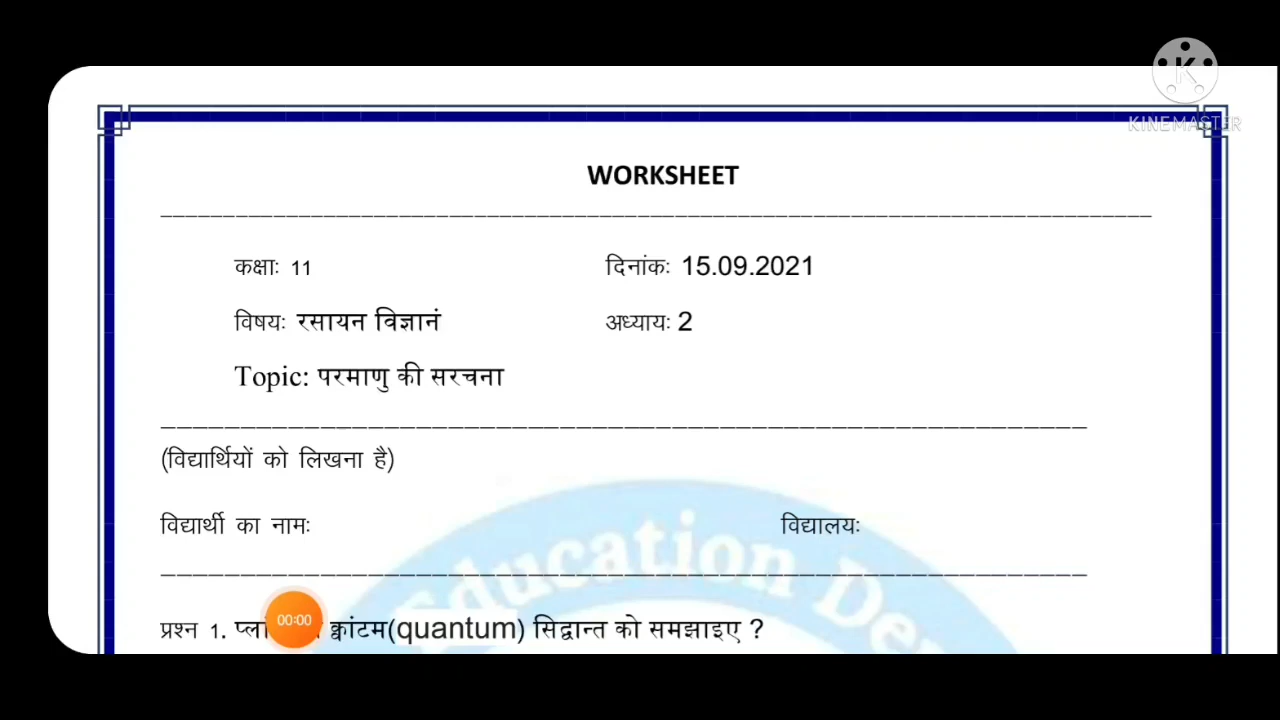 KINEMASTER
WORKSHEET
कक्षाः 11 दिनांकः 15.09.2021
विषयः रसायन विज्ञानं अध्यायः 2
Topic: परमाणु की सरचना
(विद्यार्थियों को लिखना है)
विद्यार्थी का नामः विद्यालयः
Education
प्रश्न 1. क्वांटम(quantum) सिद्वान्त को समझाइए ?
00:00